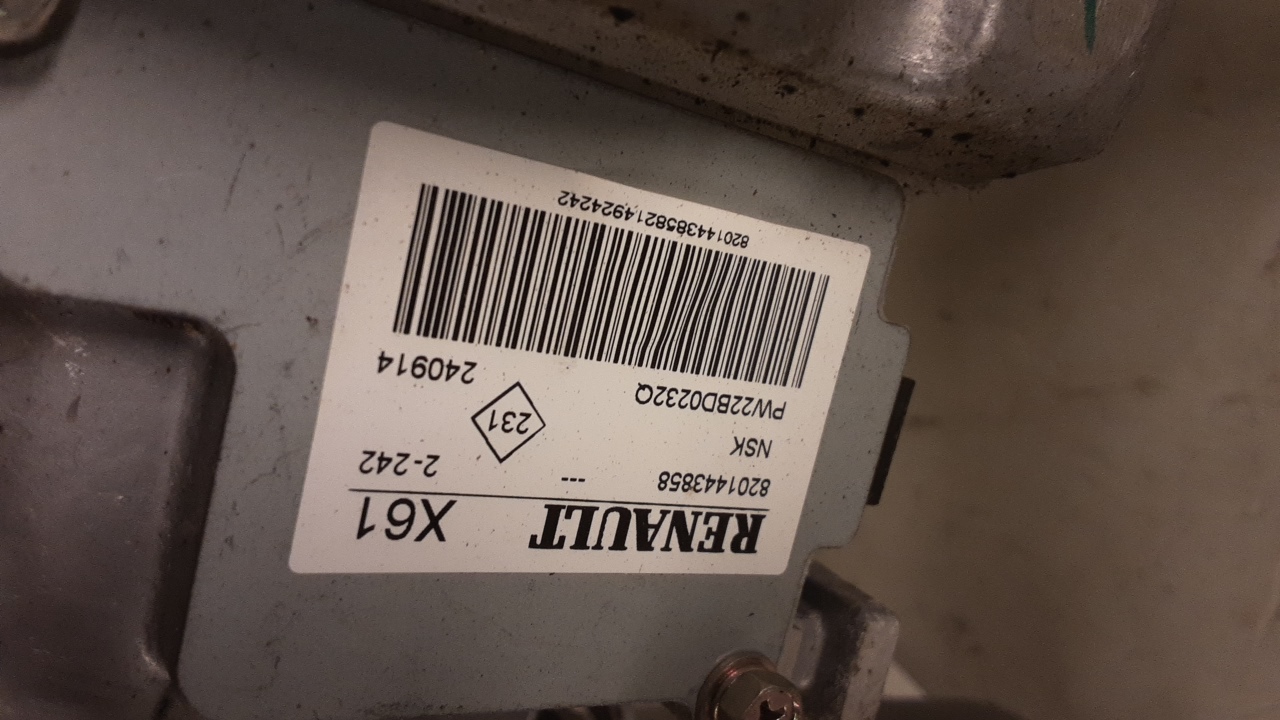 RENAULT X61
8201443858 --- 2-242
NSK 231
PW22BD0232Q 240914
8201443858214924242